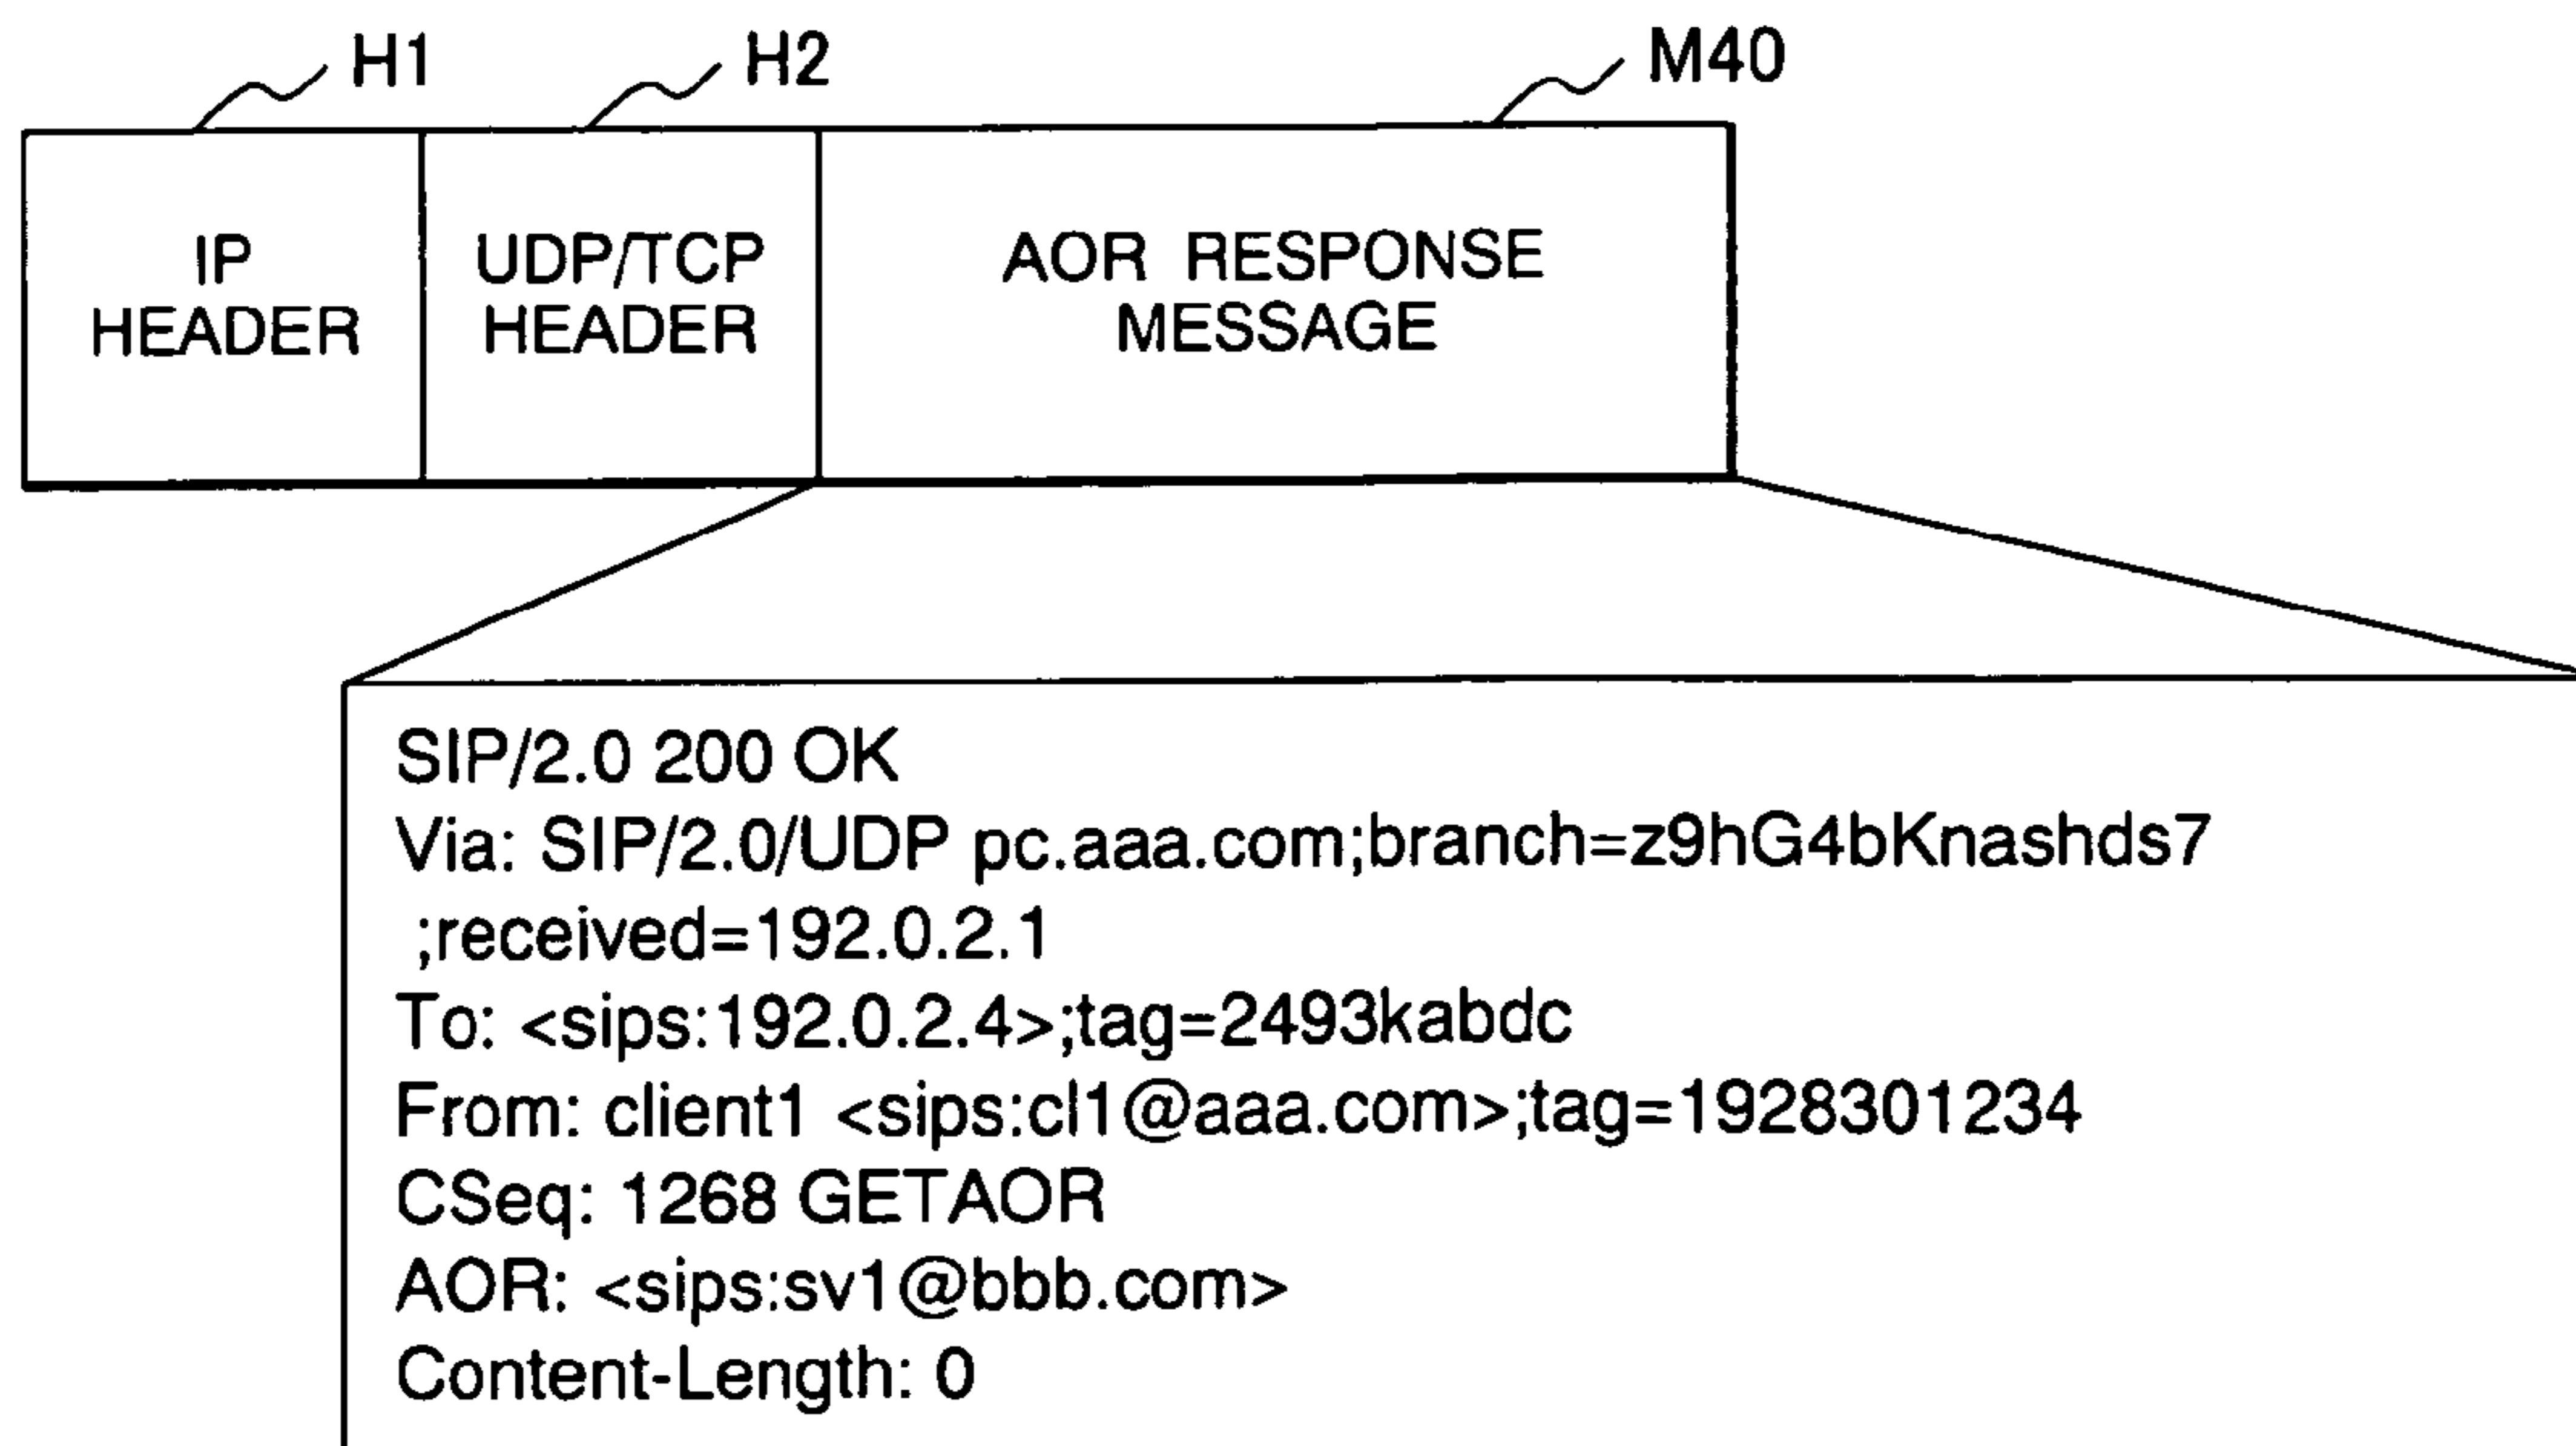 H1
H2
M40
IP
HEADER
UDP/TCP
HEADER
AOR RESPONSE
MESSAGE
SIP/2.0 200 OK
Via: SIP/2.0/UDP pc.aaa.com;branch=z9hG4bKnashds7
;received=192.0.2.1
To: <sips:192.0.2.4>;tag=2493kabdc
From: client1 <sips:cl1@aaa.com>;tag=1928301234
CSeq: 1268 GETAOR
AOR: <sips:sv1@bbb.com>
Content-Length: 0